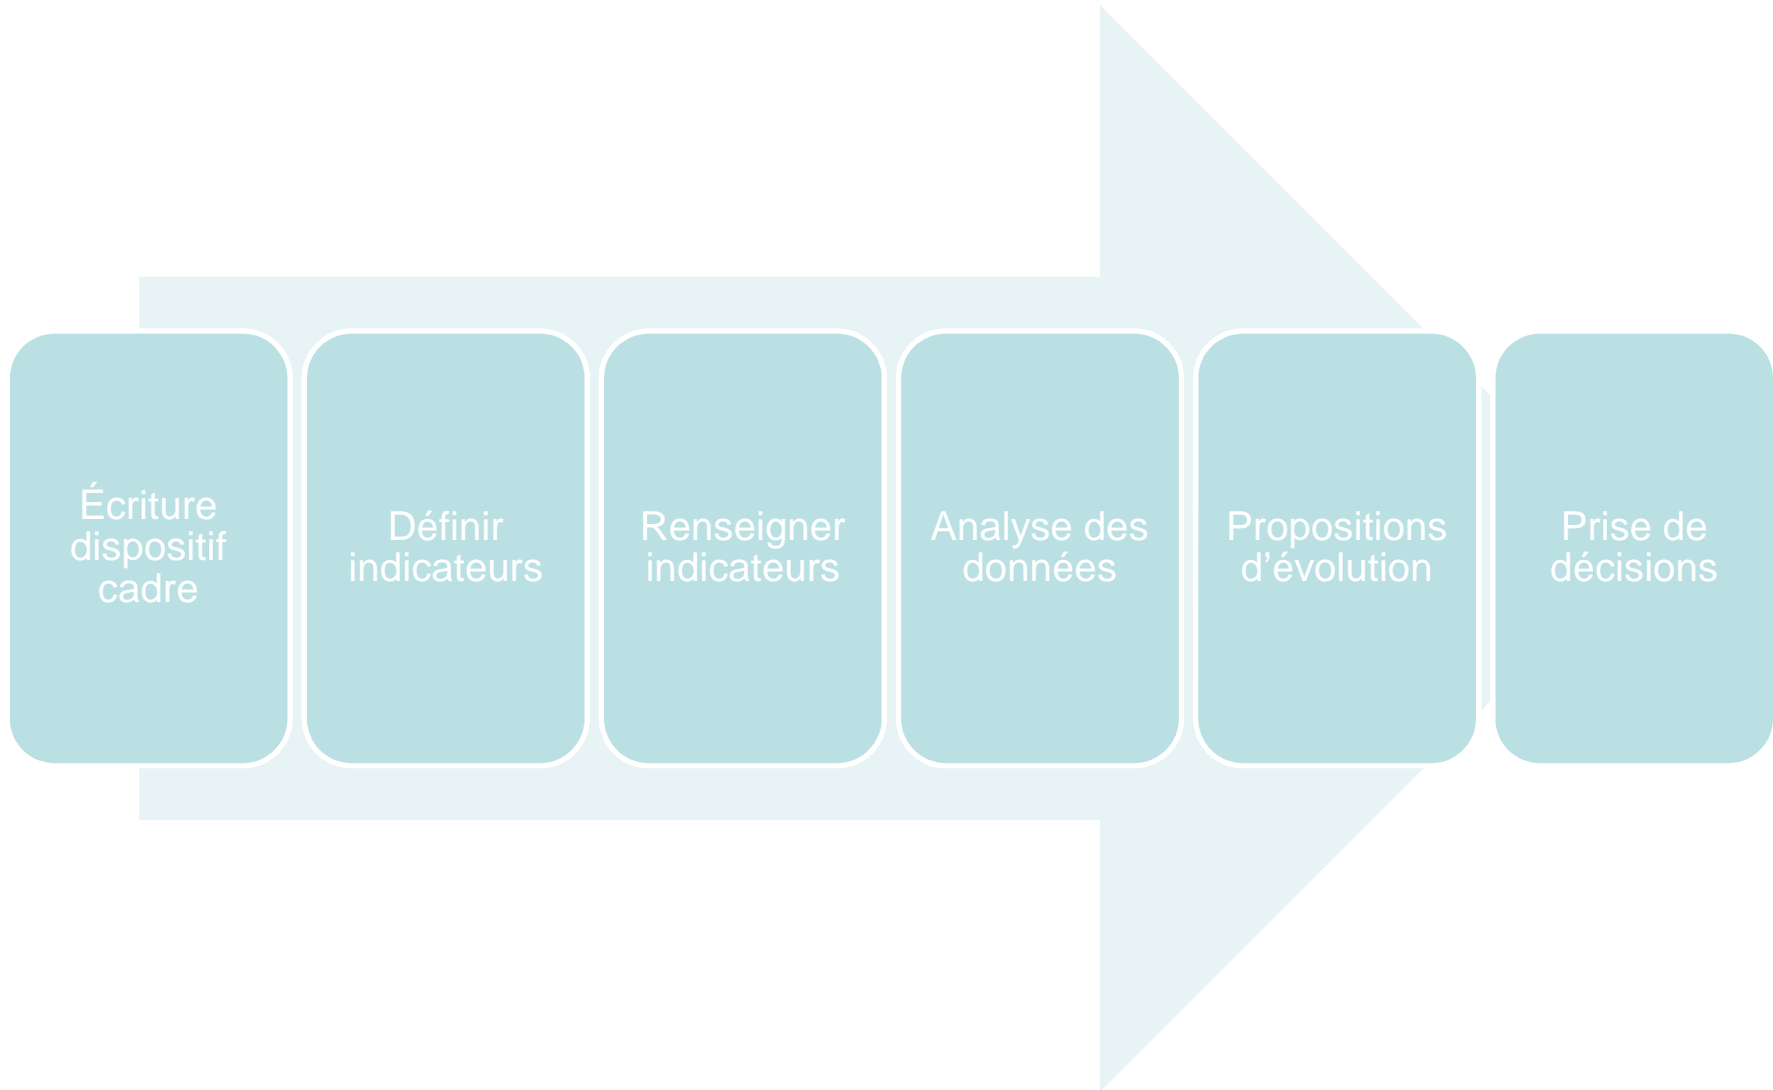 Écriture
dispositif
cadre
Définir
indicateurs
Renseigner
indicateurs
Analyse des
données
Propositions
d’évolution
Prise de
décisions